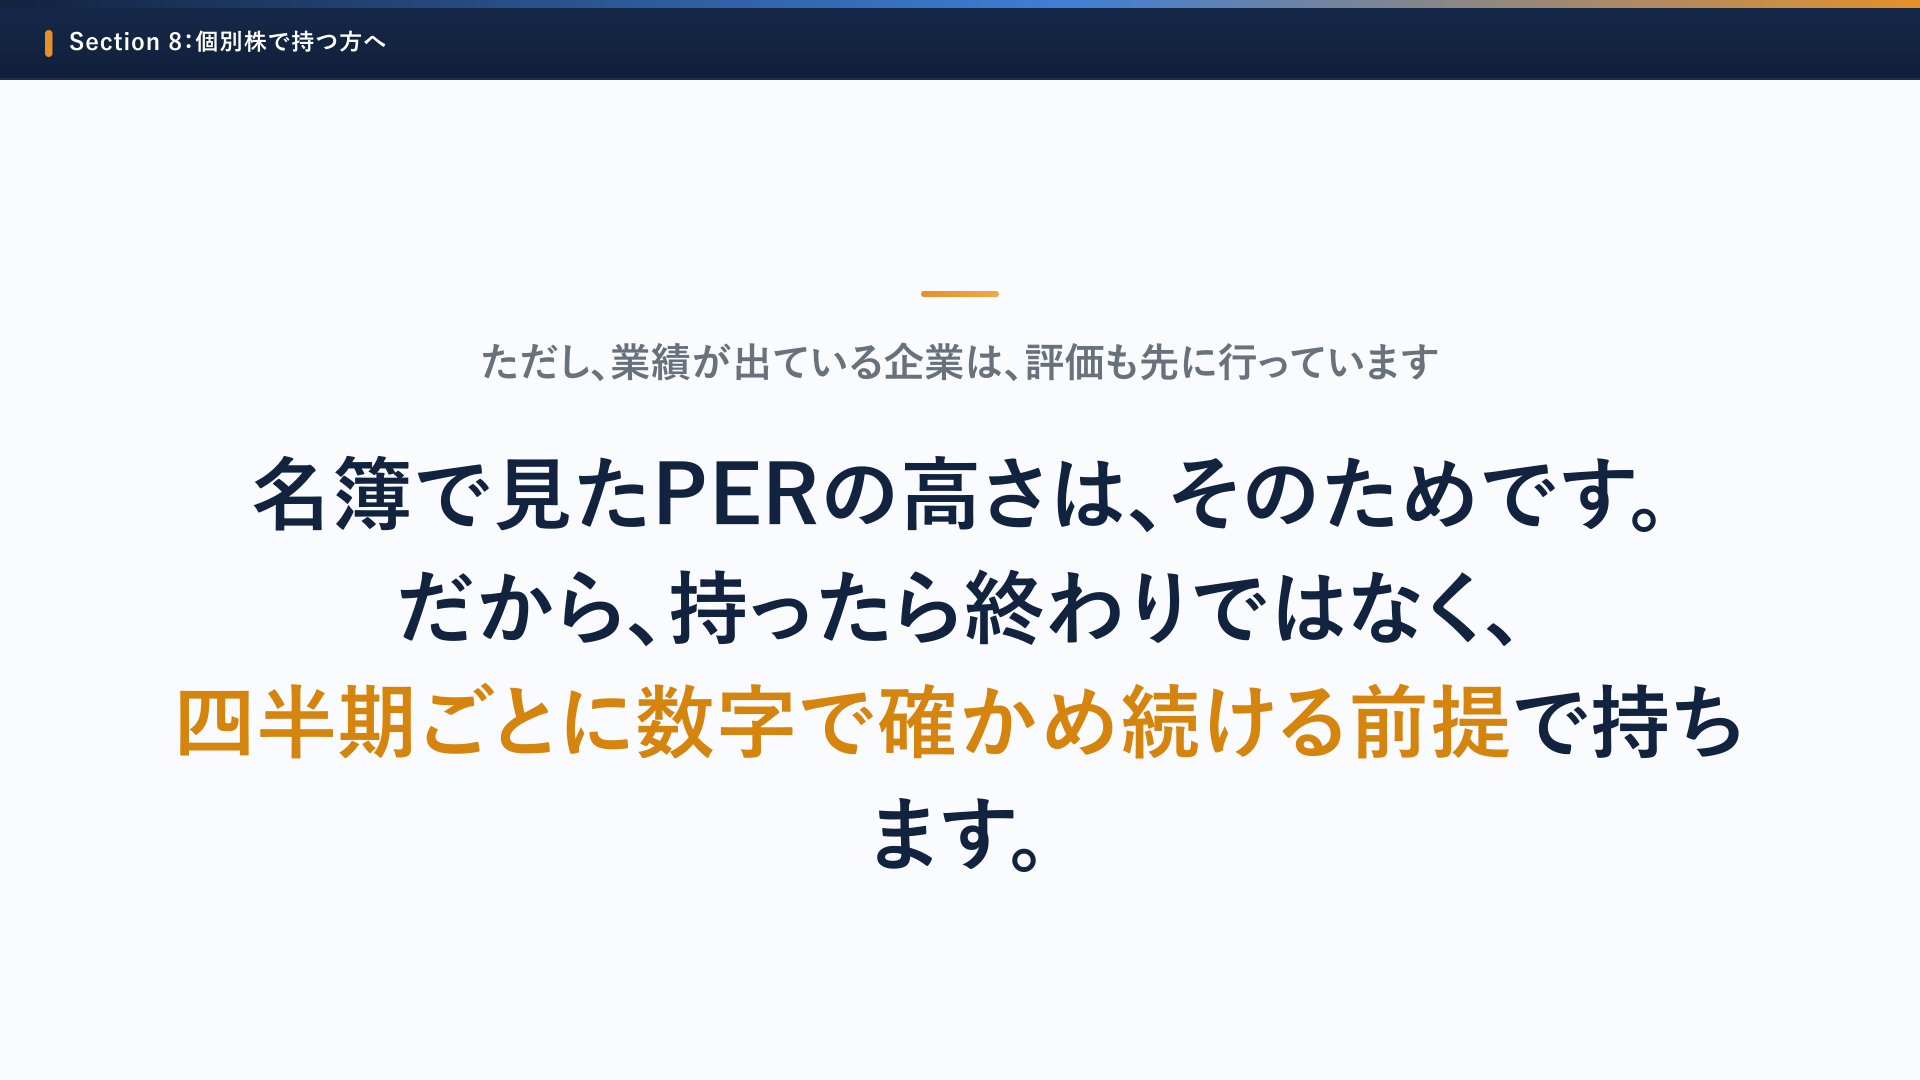 Section 8：個別株で持つ方へ
ただし、業績が出ている企業は、評価も先に行っています
名簿で見たPERの高さは、そのためです。
だから、持ったら終わりではなく、
四半期ごとに数字で確かめ続ける前提で持ち
ます。